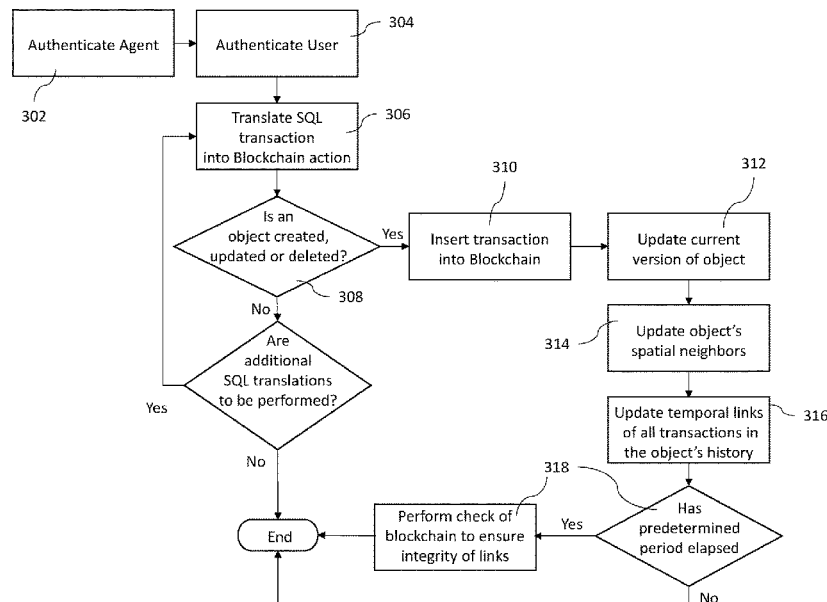 Authenticate Agent
302
Authenticate User
304
Translate SQL
transaction
into Blockchain action
306
Is an
object created,
updated or deleted?
308
Yes
No
310
Insert transaction
into Blockchain
312
Update current
version of object
314
Update object's
spatial neighbors
Update temporal links
of all transactions in
the object's history
316
Are
additional
SQL translations
to be performed?
Yes
No
318
Has
predetermined
period elapsed
Yes
No
Perform check of
blockchain to ensure
integrity of links
End